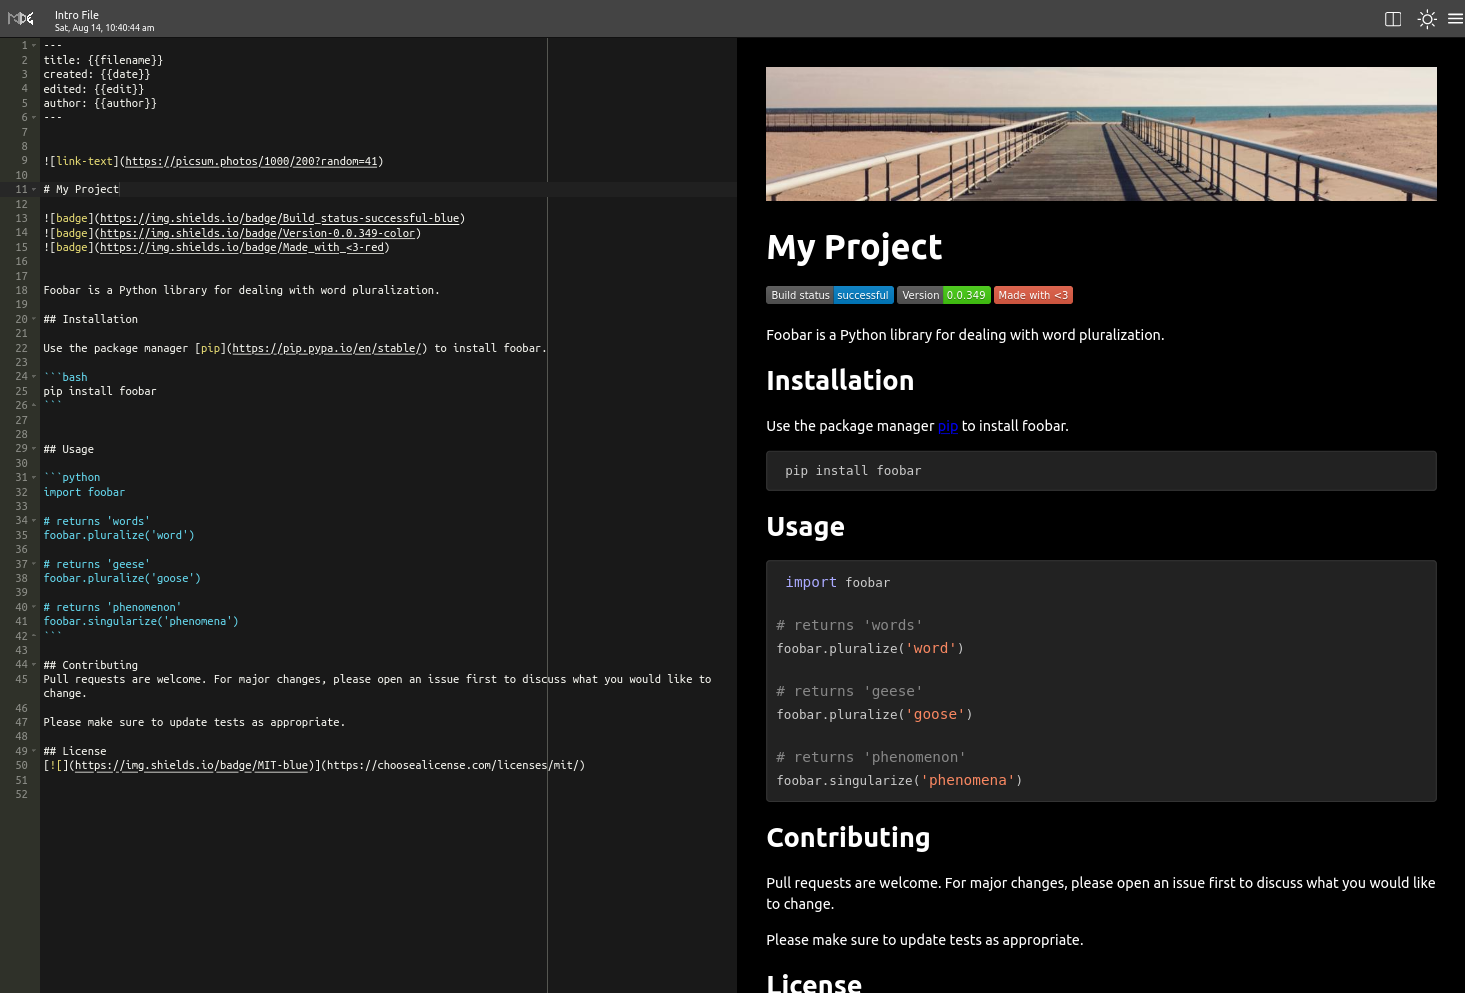 Intro File
Sat, Aug 14, 10:40:44 am
1 ---
2 title: {{filename}}
3 created: {{date}}
4 edited: {{edit}}
5 author: {{author}}
6 ---
7
8
9 ![link-text](https://picsum.photos/1000/200?random=41)
10
11 # My Project
12
13 ![badge](https://img.shields.io/badge/Build_status-successful-blue)
14 ![badge](https://img.shields.io/badge/Version-0.0.349-color)
15 ![badge](https://img.shields.io/badge/Made_with_<3-red)
16
17
18 Foobar is a Python library for dealing with word pluralization.
19
20 ## Installation
21
22 Use the package manager [pip](https://pip.pypa.io/en/stable/) to install foobar.
23
24 ```bash
25 pip install foobar
26 ```
27
28
29 ## Usage
30
31 ```python
32 import foobar
33
34 # returns 'words'
35 foobar.pluralize('word')
36
37 # returns 'geese'
38 foobar.pluralize('goose')
39
40 # returns 'phenomenon'
41 foobar.singularize('phenomena')
42 ```
43
44 ## Contributing
45 Pull requests are welcome. For major changes, please open an issue first to discuss what you would like to
change.
46
47 Please make sure to update tests as appropriate.
48
49 ## License
50 [![](https://img.shields.io/badge/MIT-blue)](https://choosealicense.com/licenses/mit/)
51
52
My Project
Build status successful Version 0.0.349 Made with <3
Foobar is a Python library for dealing with word pluralization.
Installation
Use the package manager pip to install foobar.
pip install foobar
Usage
import foobar
# returns 'words'
foobar.pluralize('word')
# returns 'geese'
foobar.pluralize('goose')
# returns 'phenomenon'
foobar.singularize('phenomena')
Contributing
Pull requests are welcome. For major changes, please open an issue first to discuss what you would like
to change.
Please make sure to update tests as appropriate.
License